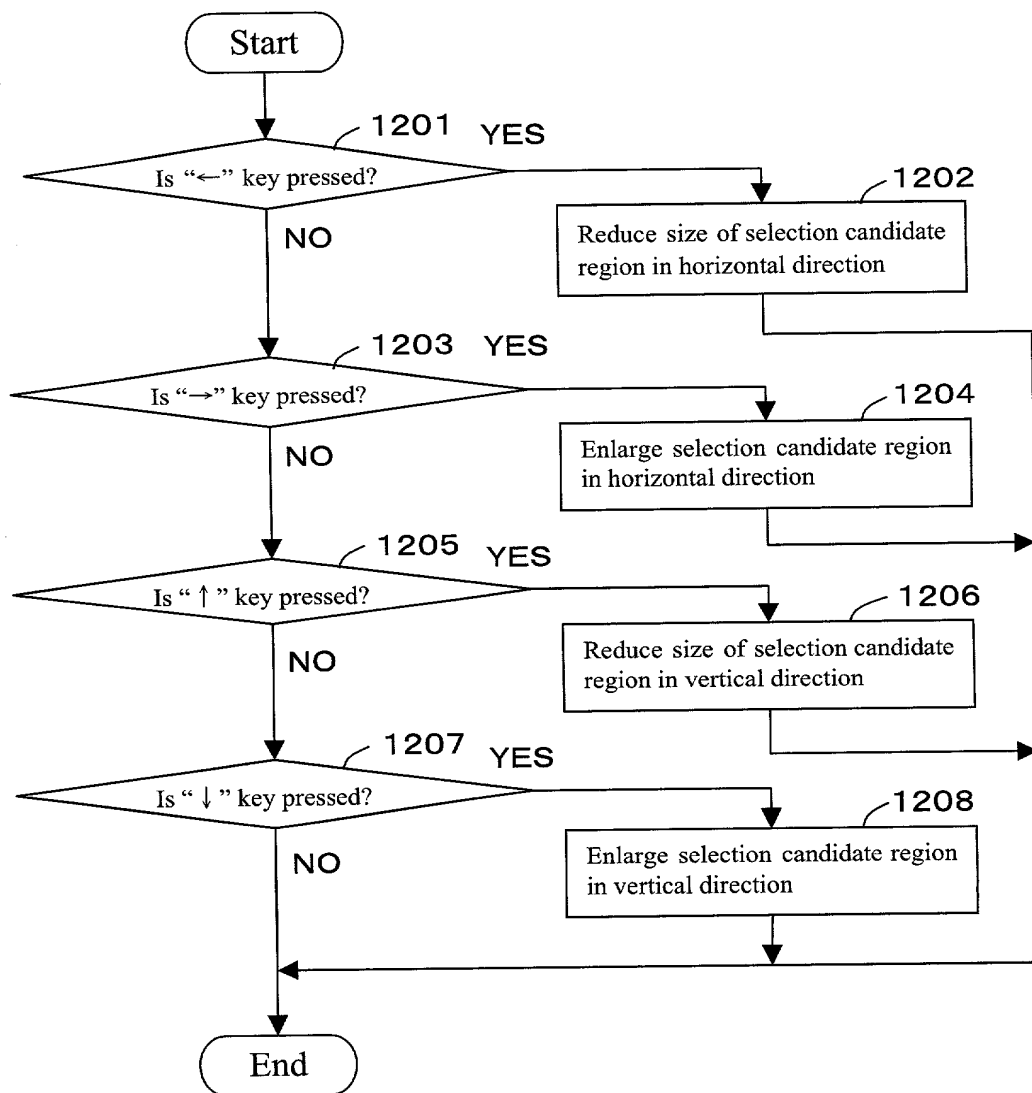 Start
1201
YES
Is “←” key pressed?
1202
NO
Reduce size of selection candidate
region in horizontal direction
1203
YES
Is “→” key pressed?
1204
NO
Enlarge selection candidate region
in horizontal direction
1205
YES
Is “↑” key pressed?
1206
NO
Reduce size of selection candidate
region in vertical direction
1207
YES
Is “↓” key pressed?
1208
NO
Enlarge selection candidate region
in vertical direction
End